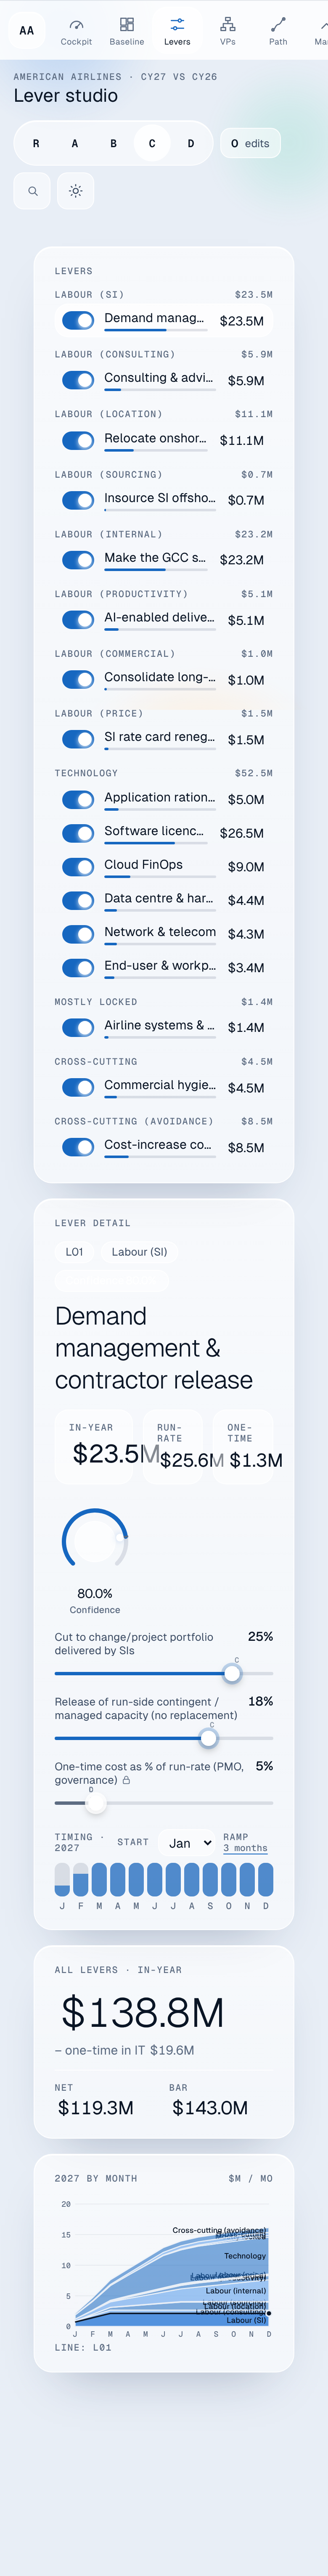 AA
Cockpit
Baseline
Levers
VPs
Path
AMERICAN AIRLINES · CY27 VS CY26
Lever studio
R A B C D
0 edits
LEVERS
LABOUR (SI) $23.5M
Demand manag… $23.5M
LABOUR (CONSULTING) $5.9M
Consulting & advi… $5.9M
LABOUR (LOCATION) $11.1M
Relocate onshor… $11.1M
LABOUR (SOURCING) $0.7M
Insource SI offsho… $0.7M
LABOUR (INTERNAL) $23.2M
Make the GCC s… $23.2M
LABOUR (PRODUCTIVITY) $5.1M
AI-enabled delive… $5.1M
LABOUR (COMMERCIAL) $1.0M
Consolidate long-… $1.0M
LABOUR (PRICE) $1.5M
SI rate card reneg… $1.5M
TECHNOLOGY $52.5M
Application ration… $5.0M
Software licenc… $26.5M
Cloud FinOps $9.0M
Data centre & har… $4.4M
Network & telecom $4.3M
End-user & workp… $3.4M
MOSTLY LOCKED $1.4M
Airline systems & … $1.4M
CROSS-CUTTING $4.5M
Commercial hygie… $4.5M
CROSS-CUTTING (AVOIDANCE) $8.5M
Cost-increase co… $8.5M
LEVER DETAIL
L01 Labour (SI)
Demand
management &
contractor release
IN-YEAR
$23.5M
RUN-
RATE
$25.6M
ONE-
TIME
$1.3M
80.0%
Confidence
Cut to change/project portfolio
delivered by SIs
25%
C
Release of run-side contingent /
managed capacity (no replacement)
18%
C
One-time cost as % of run-rate (PMO,
governance)
5%
D
TIMING ·
2027
START
Jan
RAMP
3 months
J F M A M J J A S O N D
ALL LEVERS · IN-YEAR
$138.8M
– one-time in IT $19.6M
NET
$119.3M
BAR
$143.0M
2027 BY MONTH $M / MO
20
15
10
5
0
Cross-cutting (avoidance)
Technology
Labour (internal)
Labour (location)
Labour (SI)
J F M A M J J A S O N D
LINE: L01